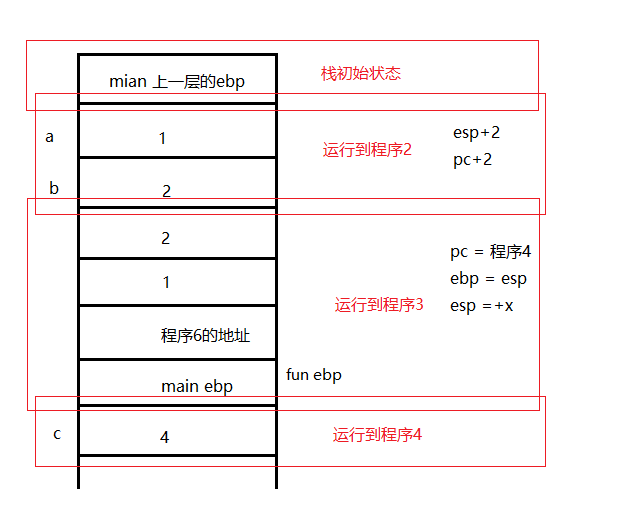 mian 上一层的ebp
栈初始状态
a
1
运行到程序2
esp+2
pc+2
b
2
2
1
运行到程序3
pc = 程序4
ebp = esp
esp =+x
程序6的地址
main ebp
fun ebp
c
4
运行到程序4